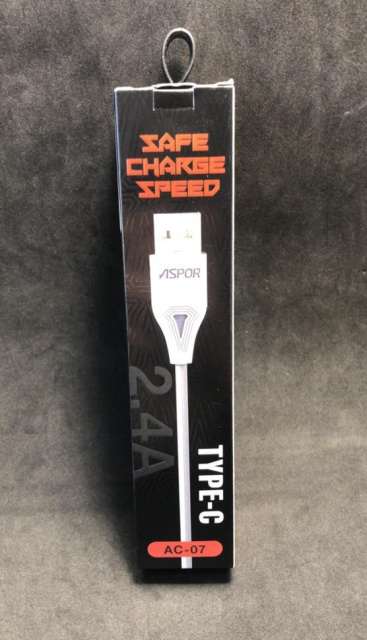 SAFE
CHARGE
SPEED
ASPOR
2.4A
TYPE-C
AC-07